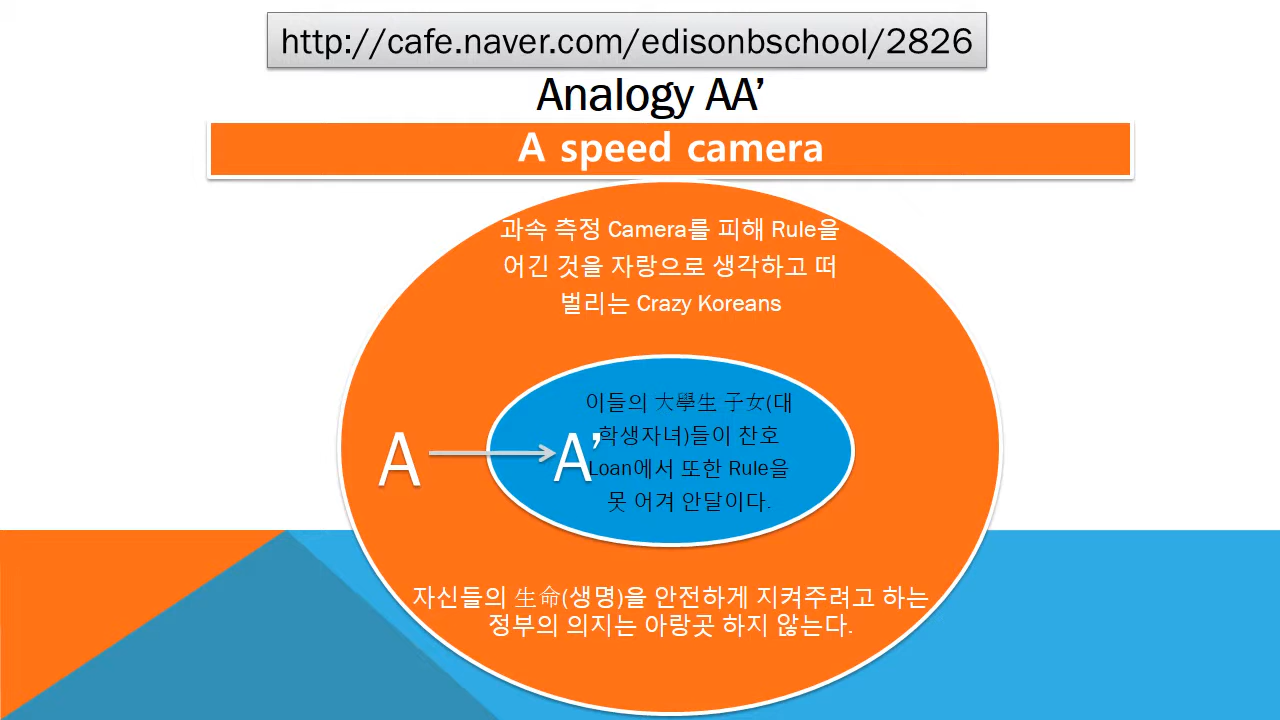 http://cafe.naver.com/edisonbschool/2826
Analogy AA’
A speed camera
과속 측정 Camera를 피해 Rule을
어긴 것을 자랑으로 생각하고 떠
벌리는 Crazy Koreans
A
A’
이들의 大學生 子女(대
학생자녀)들이 찬호
Loan에서 또한 Rule을
못 어겨 안달이다.
자신들의 生命(생명)을 안전하게 지켜주려고 하는
정부의 의지는 아랑곳 하지 않는다.